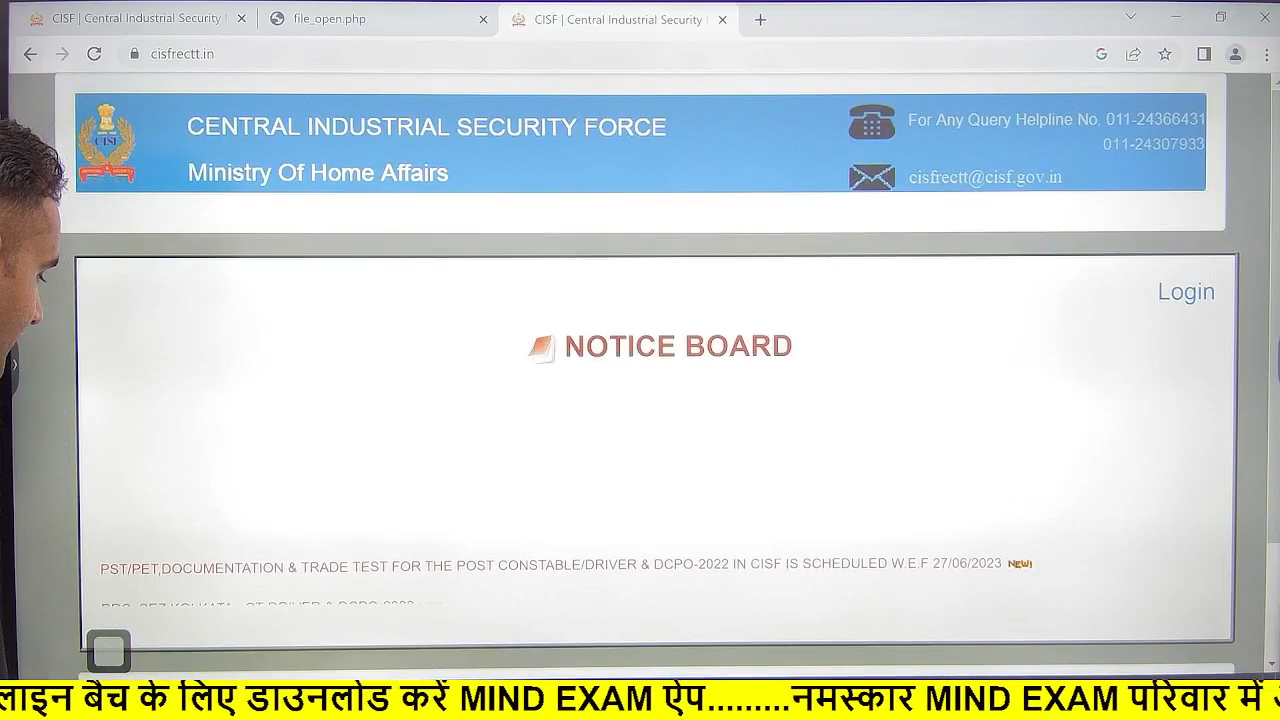 CISF | Central Industrial Security
file_open.php
CISF | Central Industrial Security
cisfrectt.in
CISF
CENTRAL INDUSTRIAL SECURITY FORCE
Ministry Of Home Affairs
For Any Query Helpline No. 011-24366431
011-24307933
cisfrectt@cisf.gov.in
Login
NOTICE BOARD
PST/PET,DOCUMENTATION & TRADE TEST FOR THE POST CONSTABLE/DRIVER & DCPO-2022 IN CISF IS SCHEDULED W.E.F 27/06/2023 NEW!
लाइन बैच के लिए डाउनलोड करें MIND EXAM ऐप.........नमस्कार MIND EXAM परिवार में